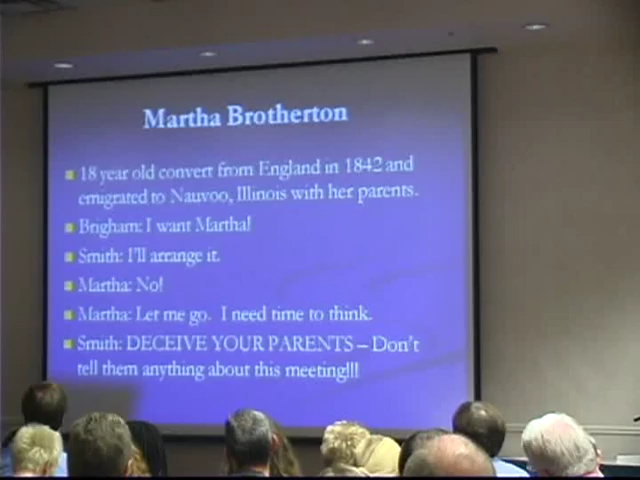 Martha Brotherton
18 year old convert from England in 1842 and
emigrated to Nauvoo, Illinois with her parents.
Brigham: I want Martha!
Smith: I'll arrange it.
Martha: No!
Martha: Let me go. I need time to think.
Smith: DECEIVE YOUR PARENTS – Don't
tell them anything about this meeting!!!